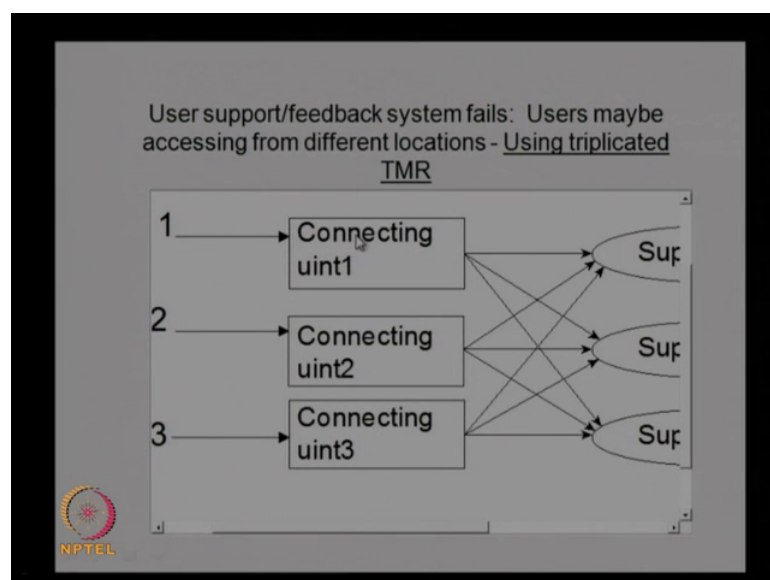 User support/feedback system fails: Users maybe
accessing from different locations - Using triplicated
TMR
1
Connecting
uint1
Sup
2
Connecting
uint2
Sup
3
Connecting
uint3
Sup
NPTEL